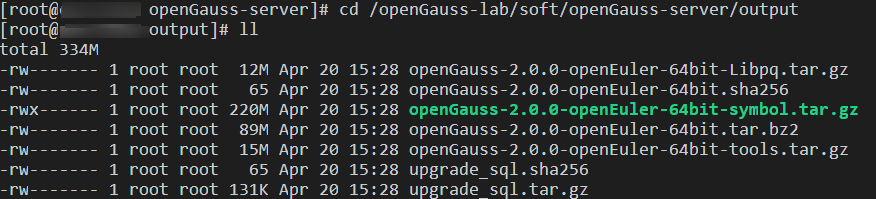 [root@ openGauss-server]# cd /openGauss-lab/soft/openGauss-server/output
[root@ output]# ll
total 334M
-rw------- 1 root root  12M Apr 20 15:28 openGauss-2.0.0-openEuler-64bit-Libpq.tar.gz
-rw------- 1 root root   65 Apr 20 15:28 openGauss-2.0.0-openEuler-64bit.sha256
-rwx------ 1 root root 220M Apr 20 15:28 openGauss-2.0.0-openEuler-64bit-symbol.tar.gz
-rw------- 1 root root  89M Apr 20 15:28 openGauss-2.0.0-openEuler-64bit.tar.bz2
-rw------- 1 root root  15M Apr 20 15:28 openGauss-2.0.0-openEuler-64bit-tools.tar.gz
-rw------- 1 root root   65 Apr 20 15:28 upgrade_sql.sha256
-rw------- 1 root root 131K Apr 20 15:28 upgrade_sql.tar.gz